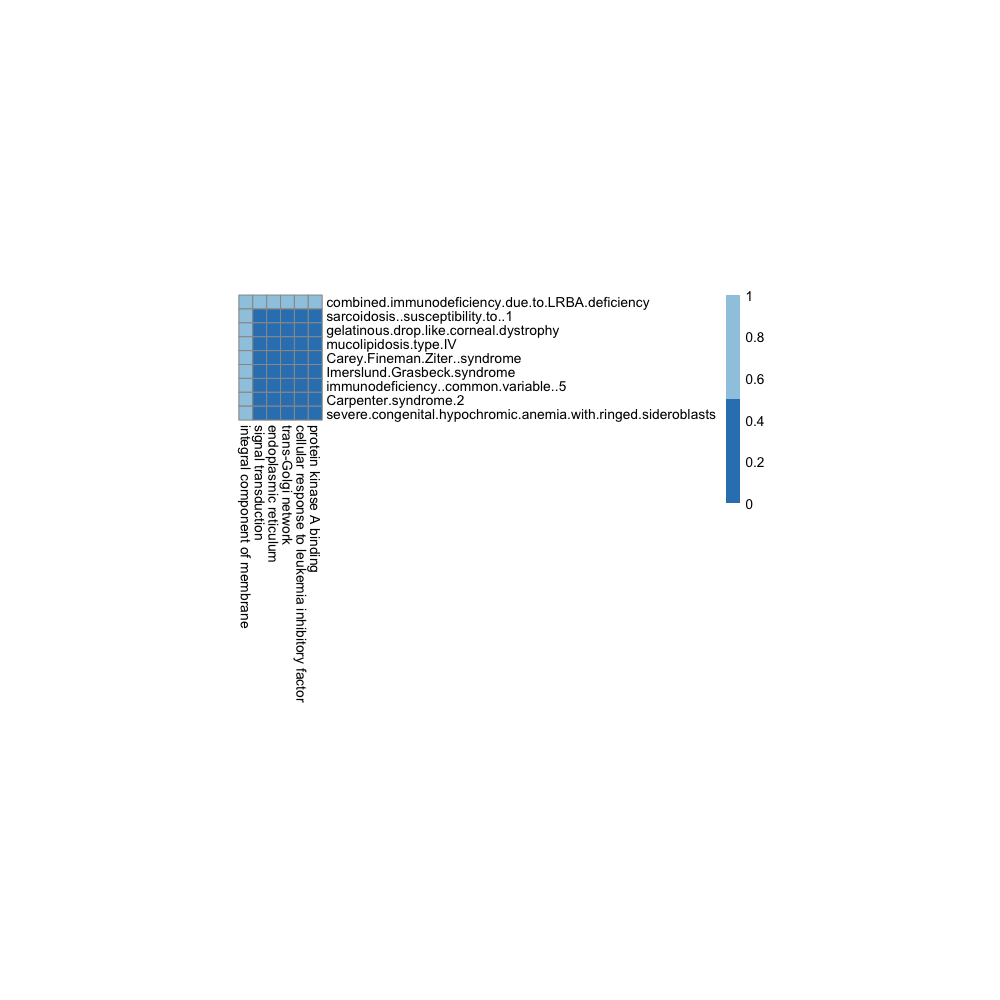 combined.immunodeficiency.due.to.LRBA.deficiency
sarcoidosis..susceptibility.to..1
gelatinous.drop.like.corneal.dystrophy
mucolipidosis.type.IV
Carey.Fineman.Ziter..syndrome
Imerslund.Grasbeck.syndrome
immunodeficiency..common.variable..5
Carpenter.syndrome.2
severe.congenital.hypochromic.anemia.with.ringed.sideroblasts
integral component of membrane
signal transduction
endoplasmic reticulum
trans-Golgi network
cellular response to leukemia inhibitory factor
protein kinase A binding
1
0.8
0.6
0.4
0.2
0